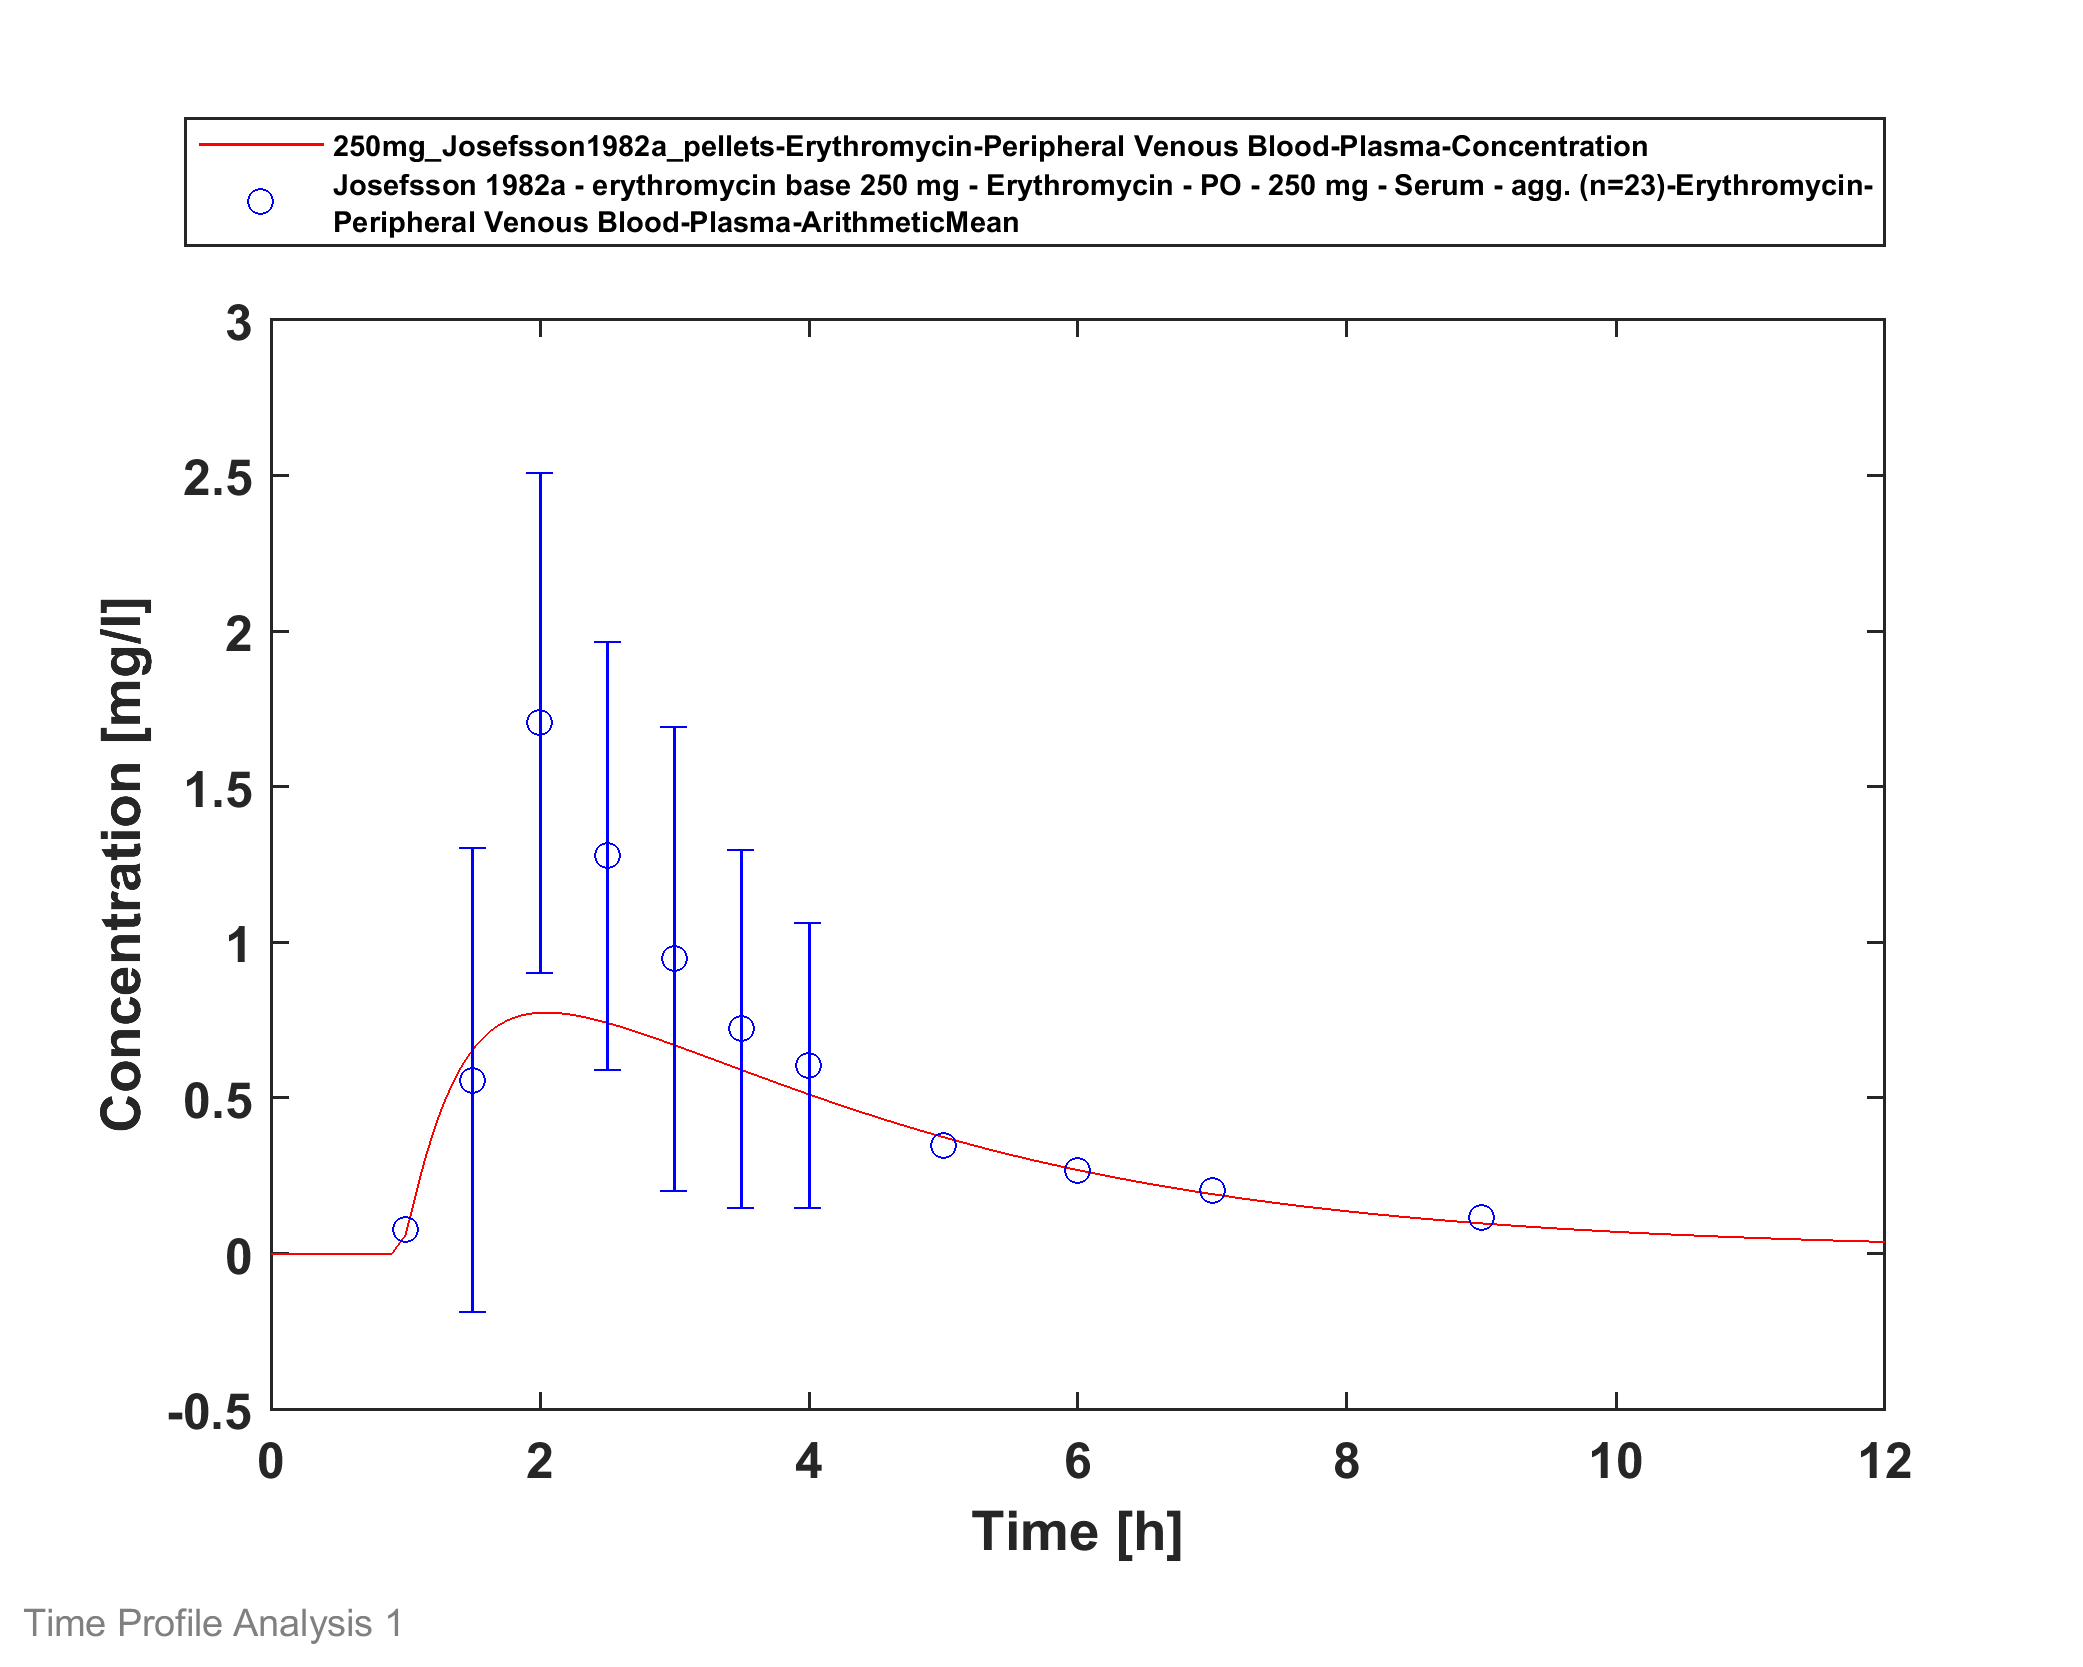 250mg_Josefsson1982a_pellets-Erythromycin-Peripheral Venous Blood-Plasma-Concentration
Josefsson 1982a - erythromycin base 250 mg - Erythromycin - PO - 250 mg - Serum - agg. (n=23)-Erythromycin-
Peripheral Venous Blood-Plasma-ArithmeticMean
3
2.5
2
1.5
1
0.5
0
-0.5
Concentration [mg/l]
0 2 4 6 8 10 12
Time [h]
Time Profile Analysis 1